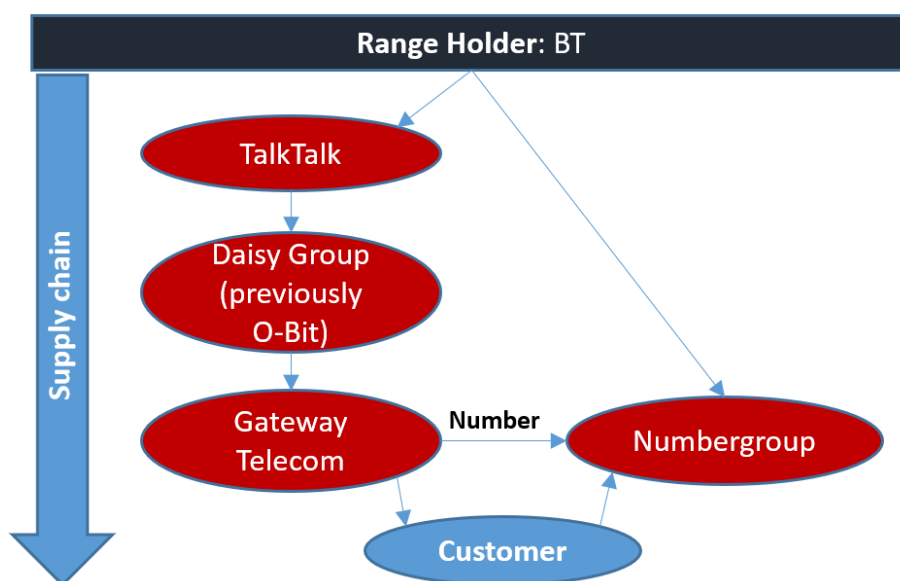 Range Holder: BT
TalkTalk
Daisy Group
(previously
O-Bit)
Supply chain
Gateway
Telecom
Number
Numbergroup
Customer